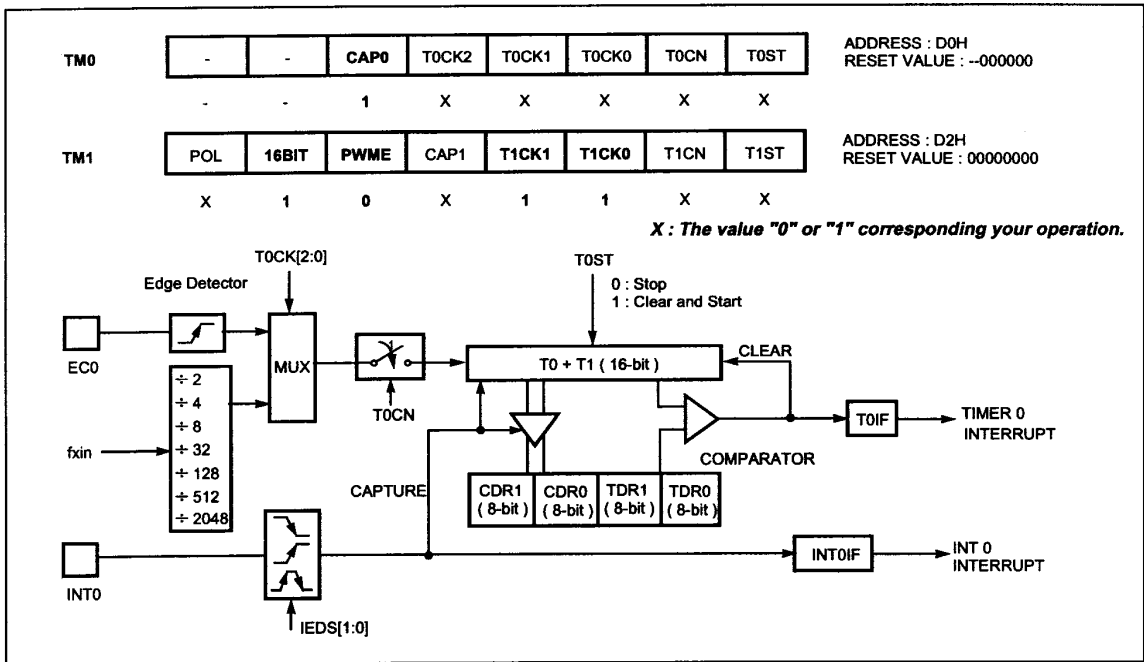 TM0 - - CAP0 T0CK2 T0CK1 T0CK0 T0CN T0ST
ADDRESS : D0H
RESET VALUE : --000000
- - 1 X X X X X
TM1 POL 16BIT PWME CAP1 T1CK1 T1CK0 T1CN T1ST
ADDRESS : D2H
RESET VALUE : 00000000
X 1 0 X 1 1 X X
X : The value "0" or "1" corresponding your operation.
T0CK[2:0]
T0ST
0 : Stop
1 : Clear and Start
Edge Detector
EC0
MUX
T0CN
T0 + T1 ( 16-bit )
CLEAR
÷ 2
÷ 4
÷ 8
÷ 32
÷ 128
÷ 512
÷ 2048
fxin
T0IF
TIMER 0
INTERRUPT
COMPARATOR
CAPTURE
CDR1
( 8-bit )
CDR0
( 8-bit )
TDR1
( 8-bit )
TDR0
( 8-bit )
INT0
IEDS[1:0]
INT0IF
INT 0
INTERRUPT